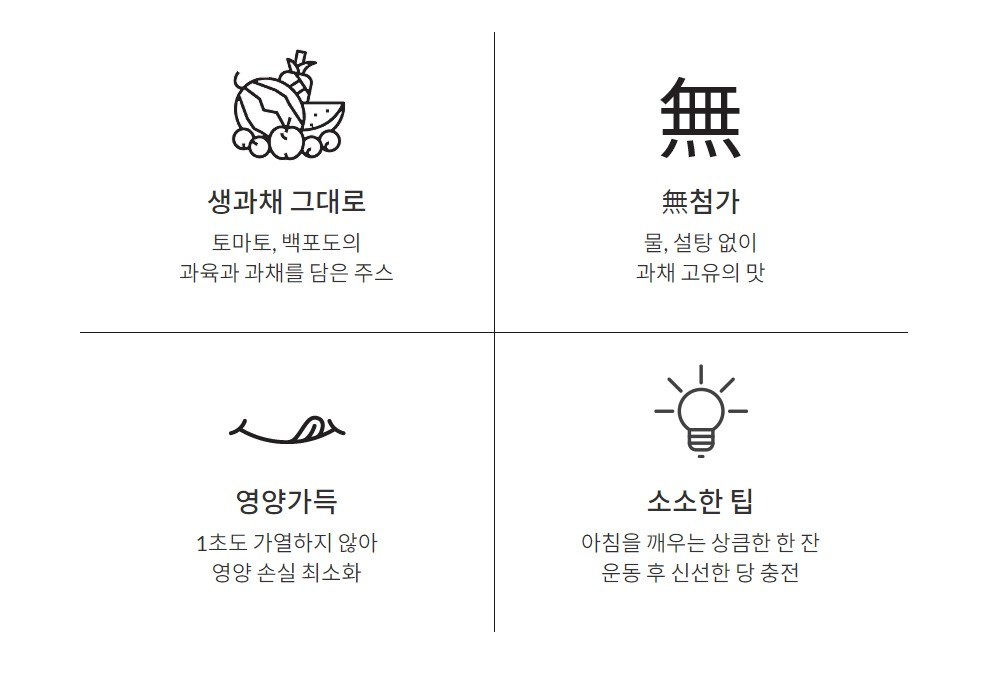 생과채 그대로
토마토, 백포도의
과육과 과채를 담은 주스
無
無첨가
물, 설탕 없이
과채 고유의 맛
영양가득
1초도 가열하지 않아
영양 손실 최소화
소소한 팁
아침을 깨우는 상큼한 한 잔
운동 후 신선한 당 충전